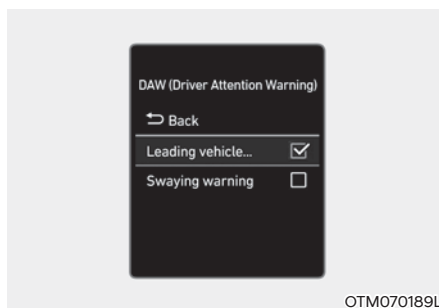 DAW (Driver Attention Warning)
Back
Leading vehicle...
Swaying warning
OTM070189L